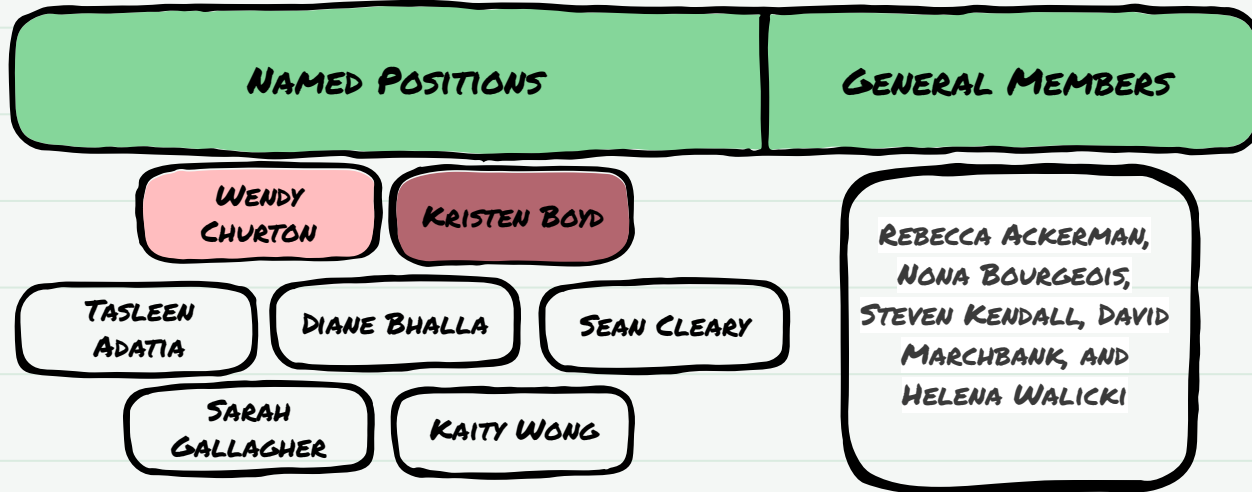 Named Positions
General Members
Wendy
Churton
Kristen Boyd
Tasleen
Adatia
Diane Bhalla
Sean Cleary
Sarah
Gallagher
Kaity Wong
Rebecca Ackerman,
Nona Bourgeois,
Steven Kendall, David
Marchbank, and
Helena Walicki